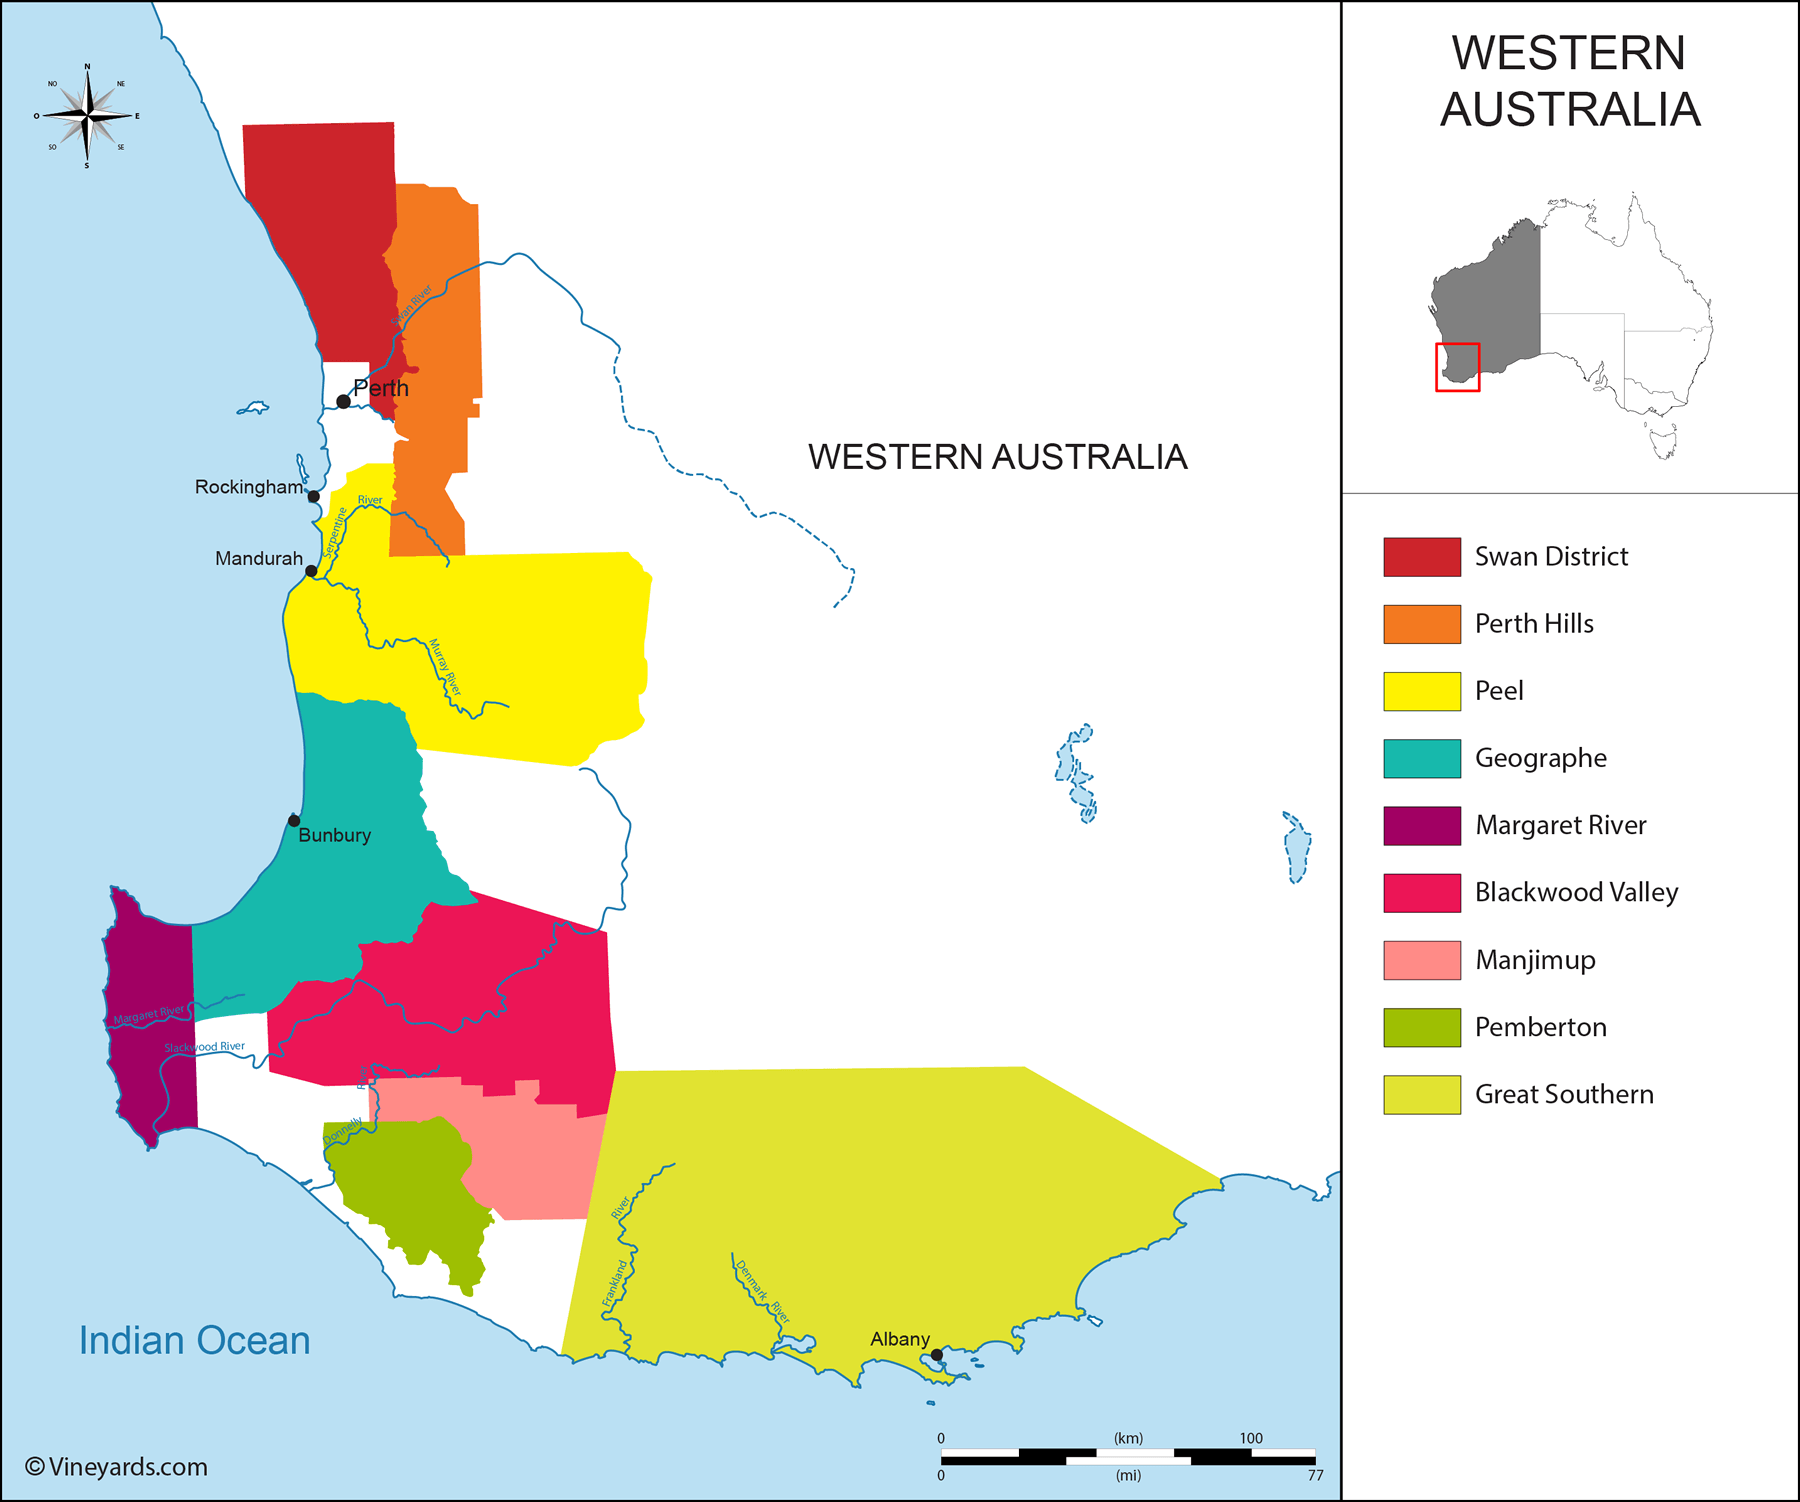 WESTERN
AUSTRALIA
N
NO
NE
O
E
SO
SE
S
Swan River
Perth
WESTERN AUSTRALIA
Rockingham
River
Serpentine
Mandurah
Murray River
Bunbury
Margaret River
Slackwood River
River
Donnelly
River
Frankland
Denmark River
Albany
Indian Ocean
0 (km) 100
0 (mi) 77
© Vineyards.com
Swan District
Perth Hills
Peel
Geographe
Margaret River
Blackwood Valley
Manjimup
Pemberton
Great Southern